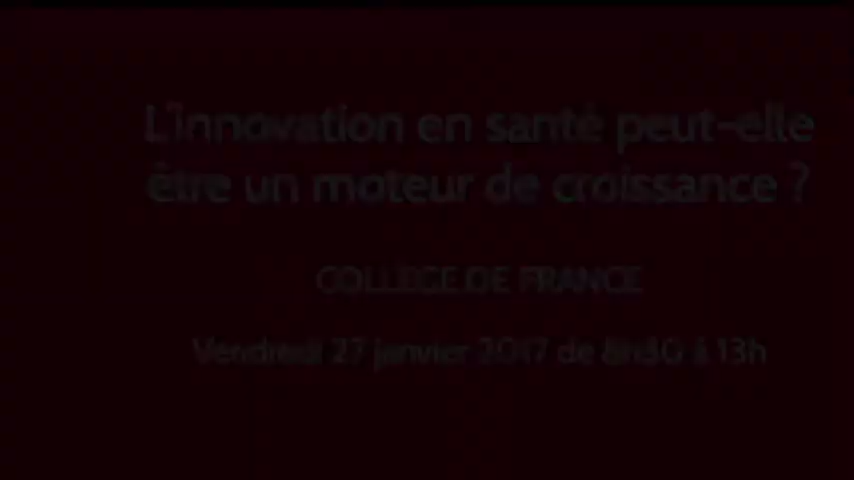 L'innovation en santé peut-elle
être un moteur de croissance ?
COLLEGE DE FRANCE
Vendredi 27 janvier 2017 de 8h30 à 13h